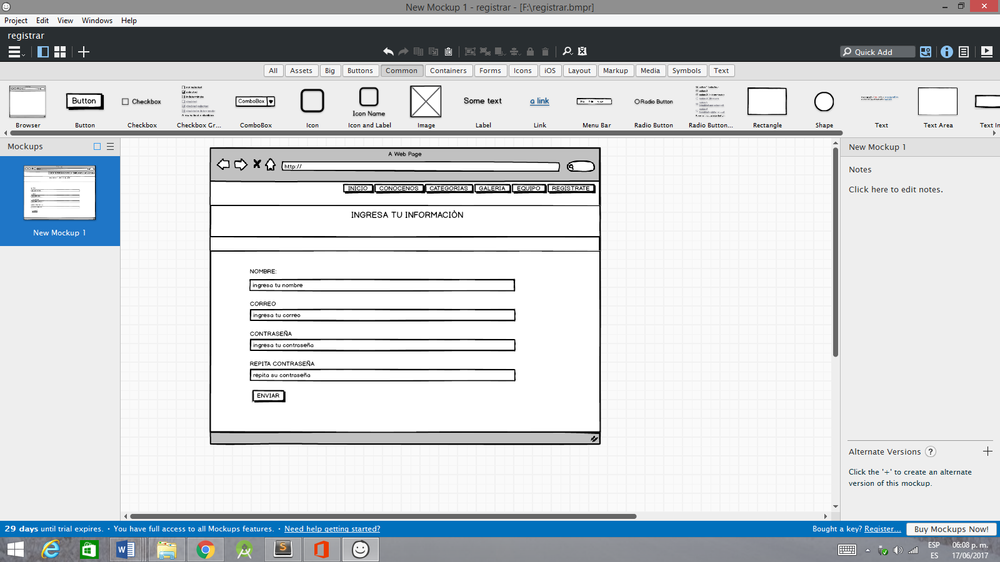 New Mockup 1 - registrar - [F:\registrar.bmpr]
Project Edit View Windows Help
registrar
Quick Add
All Assets Big Buttons Common Containers Forms Icons iOS Layout Markup Media Symbols Text
Button Checkbox ComboBox Icon Name Some text a link File Edit View Radio Button
not selected
selected
indeterminate
Browser Button Checkbox Checkbox Gr... ComboBox Icon Icon and Label Image Label Link Menu Bar Radio Button Radio Button... Rectangle Shape Text Text Area Text In
Mockups
New Mockup 1
A Web Page
http://
INICIO CONOCENOS CATEGORIAS GALERIA EQUIPO REGISTRATE
INGRESA TU INFORMACIÒN
NOMBRE:
ingresa tu nombre
CORREO
ingresa tu correo
CONTRASEÑA
ingresa tu contraseña
REPITA CONTRASEÑA
repita su contraseña
ENVIAR
New Mockup 1
Notes
Click here to edit notes.
Alternate Versions ?
Click the '+' to create an alternate
version of this mockup.
29 days until trial expires. · You have full access to all Mockups features. · Need help getting started?
Bought a key? Register... Buy Mockups Now!
ESP 06:08 p. m.
ES 17/06/2017